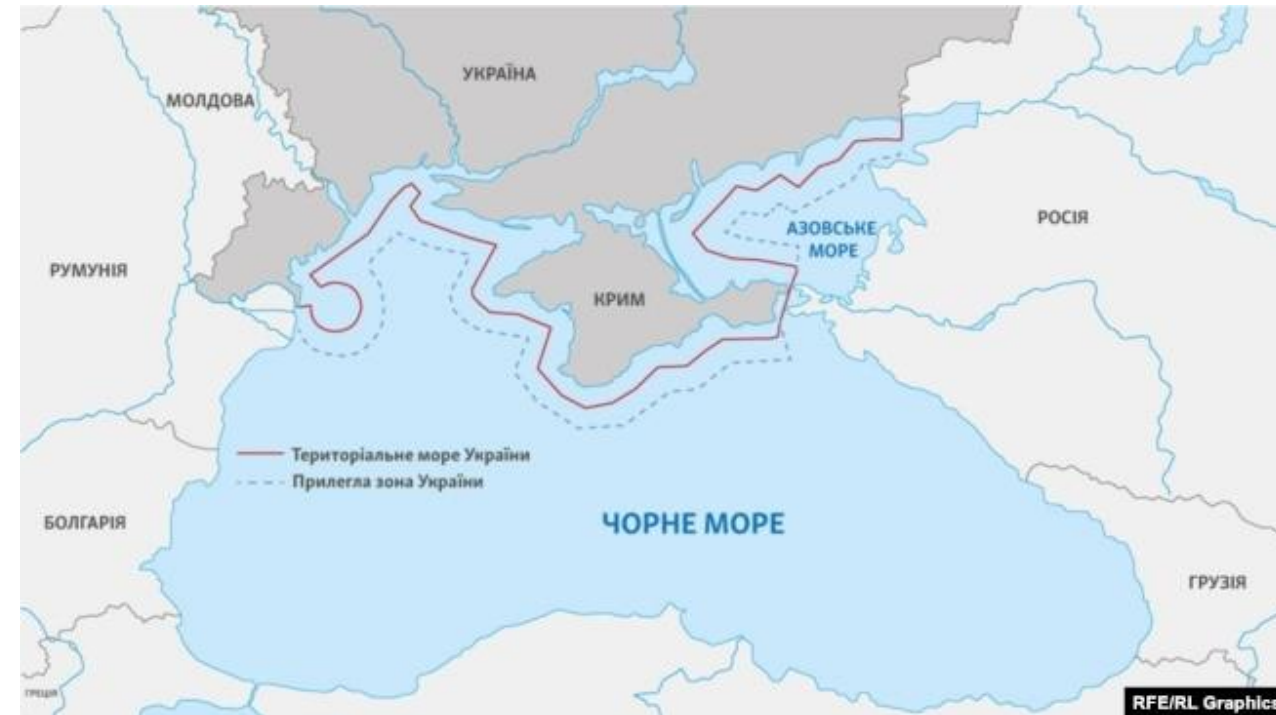 УКРАЇНА
МОЛДОВА
РОСІЯ
АЗОВСЬКЕ
МОРЕ
РУМУНІЯ
КРИМ
Територіальне море України
Прилегла зона України
БОЛГАРІЯ
ЧОРНЕ МОРЕ
ГРУЗІЯ
ГРЕЦІЯ
RFE/RL Graphics